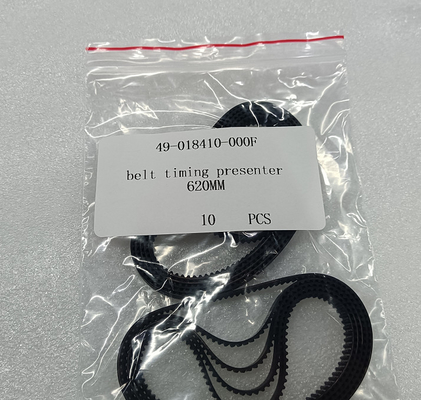 49-018410-000F
belt timing presenter
620MM
10 PCS